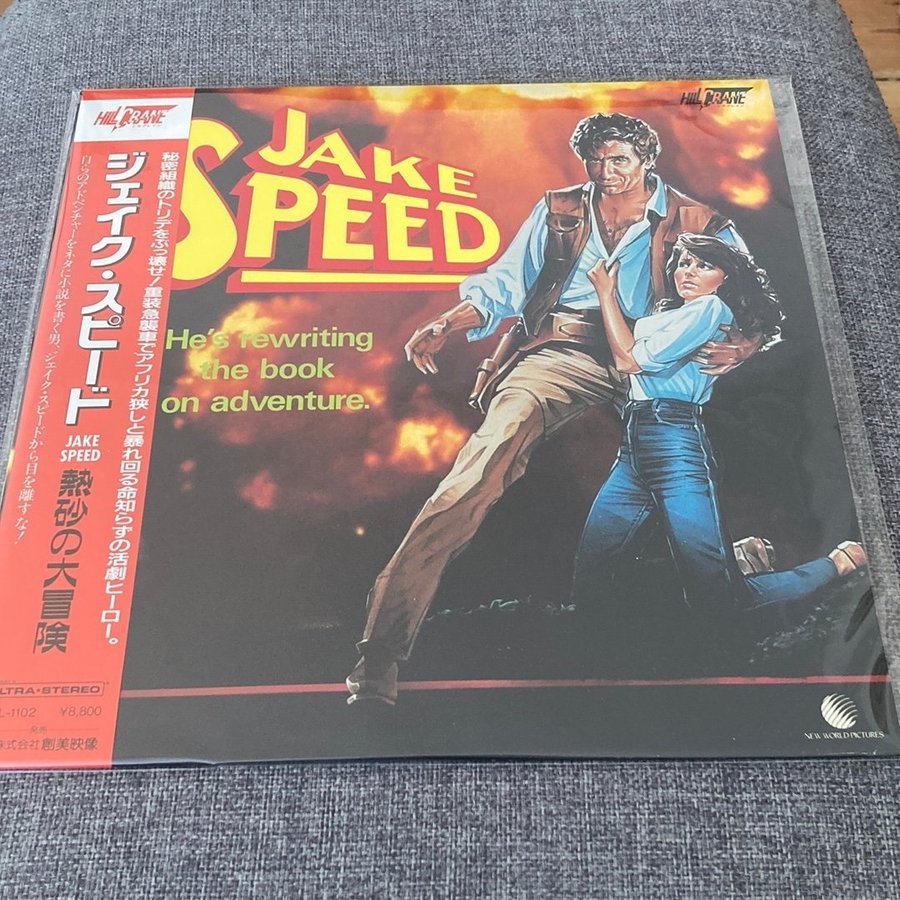 HILL CRANE
ジェイク・スピード
JAKE
SPEED
熱砂の大冒険
秘密組織のトリデをぶっ壊せ!重装急襲車でアフリカ狭しと暴れ回る命知らずの活劇ヒーロー。
自らのアドベンチャーをネタに小説を書く男、ジェイク・スピードから目を離すな!
LTRA・STEREO
L-1102 ¥8,800
発売
株式会社創美映像
HILL CRANE
JAKE
SPEED
He's rewriting
the book
on adventure.
NEW WORLD PICTURES